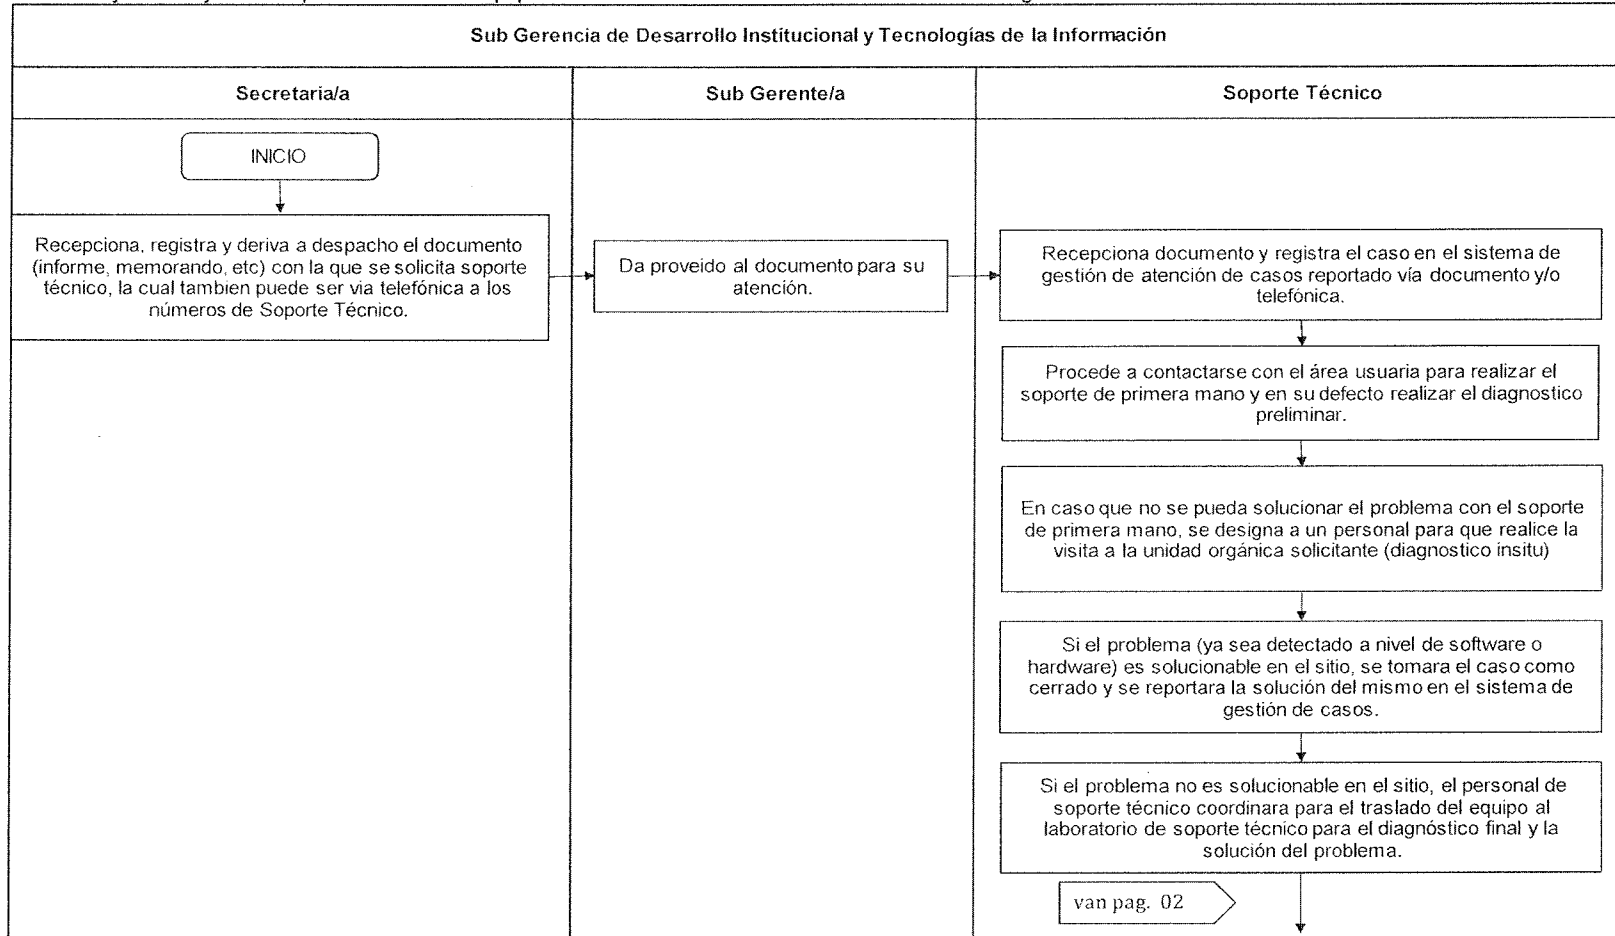 Sub Gerencia de Desarrollo Institucional y Tecnologías de la Información
Secretaria/a
Sub Gerente/a
Soporte Técnico
INICIO
Recepciona, registra y deriva a despacho el documento
(informe, memorando, etc) con la que se solicita soporte
técnico, la cual tambien puede ser via telefónica a los
números de Soporte Técnico.
Da proveido al documento para su
atención.
Recepciona documento y registra el caso en el sistema de
gestión de atención de casos reportado vía documento y/o
telefónica.
Procede a contactarse con el área usuaria para realizar el
soporte de primera mano y en su defecto realizar el diagnostico
preliminar.
En caso que no se pueda solucionar el problema con el soporte
de primera mano, se designa a un personal para que realice la
visita a la unidad orgánica solicitante (diagnostico insitu)
Si el problema (ya sea detectado a nivel de software o
hardware) es solucionable en el sitio, se tomara el caso como
cerrado y se reportara la solución del mismo en el sistema de
gestión de casos.
Si el problema no es solucionable en el sitio, el personal de
soporte técnico coordinara para el traslado del equipo al
laboratorio de soporte técnico para el diagnóstico final y la
solución del problema.
van pag. 02